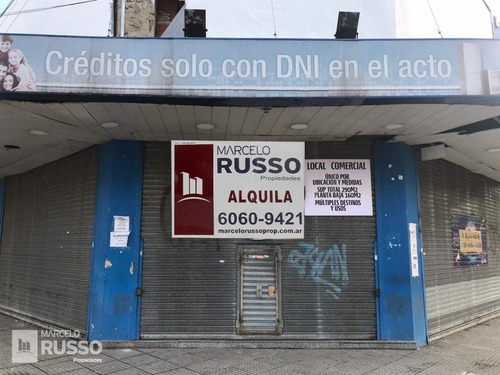 Créditos solo con DNI en el acto
MARCELO
RUSSO
Propiedades
ALQUILA
6060-9421
marcelorussoprop.com.ar
LOCAL COMERCIAL
ÚNICO POR
UBICACION Y MEDIDAS
SUP TOTAL 290M2
PLANTA BAJA 160M2
MÚLTIPLES DESTINOS
Y USOS
MARCELO
RUSSO
Propiedades